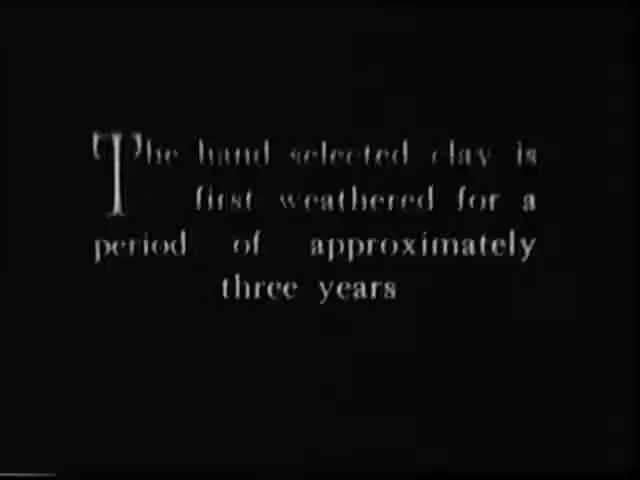 The hand selected clay is
first weathered for a
period of approximately
three years